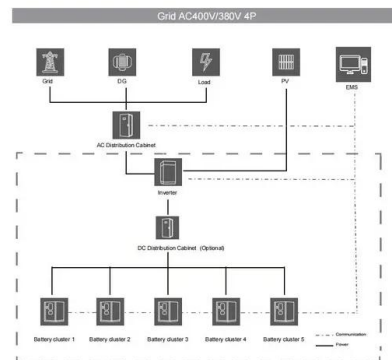 Grid AC400V/380V 4P
Grid
DG
Load
PV
EMS
AC Distribution Cabinet
Inverter
DC Distribution Cabinet (Optional)
Battery cluster 1
Battery cluster 2
Battery cluster 3
Battery cluster 4
Battery cluster 5
Communication
Power